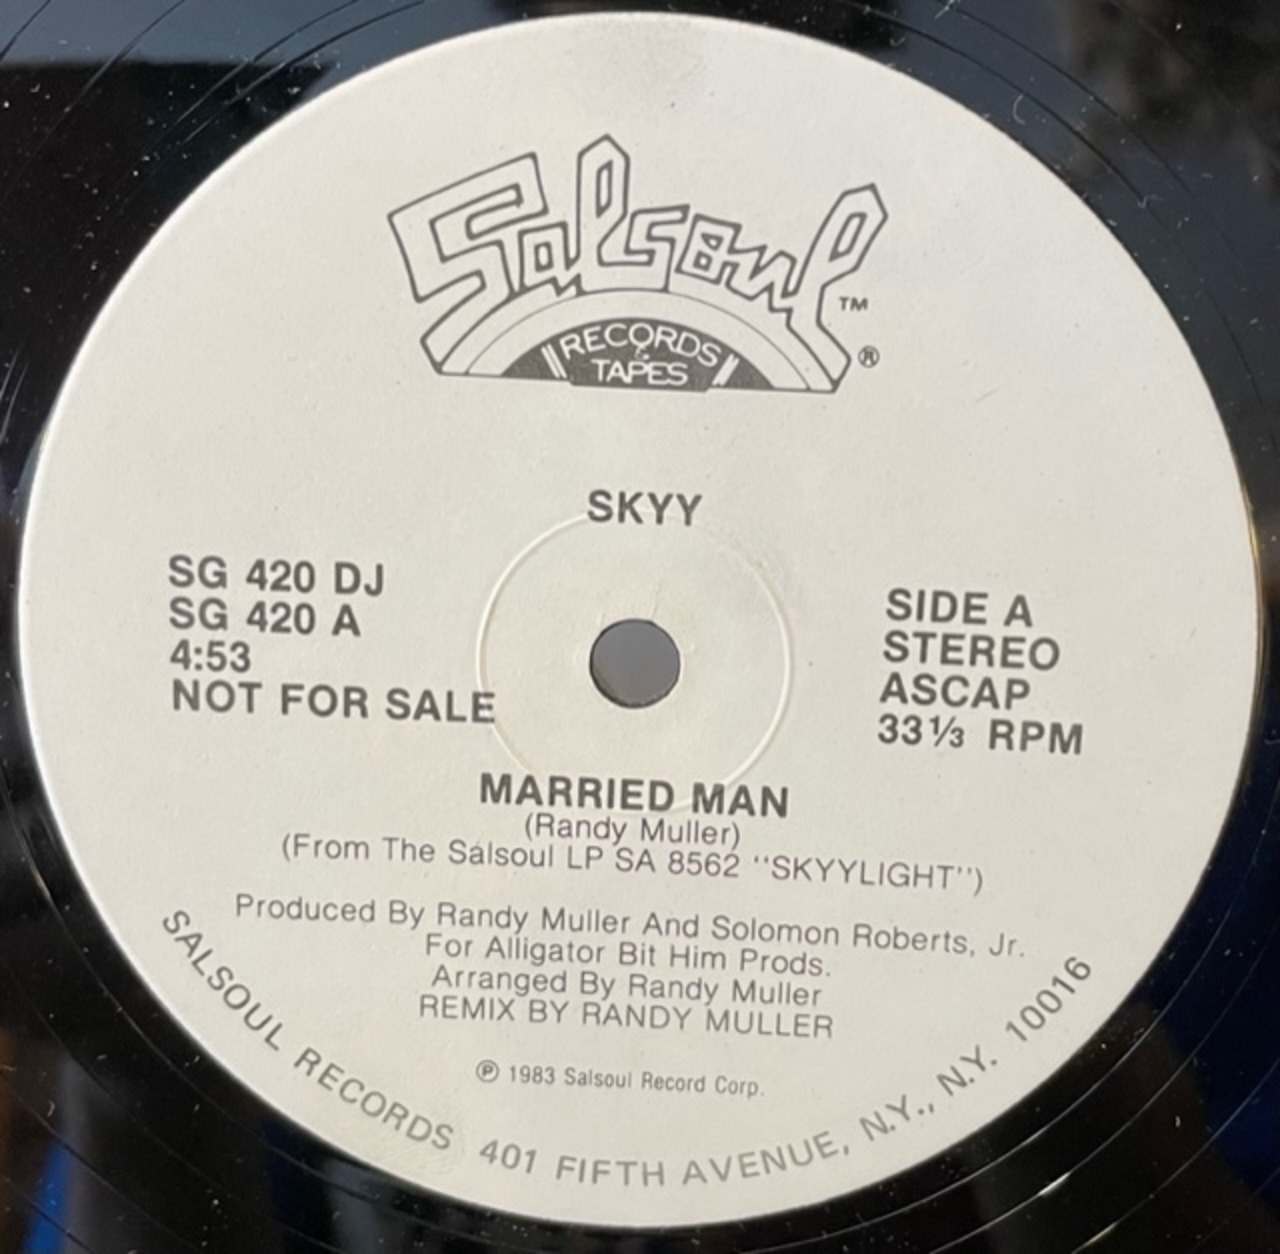 Salsoul
TM
RECORDS
&
TAPES
®
SKYY
SG 420 DJ
SG 420 A
4:53
NOT FOR SALE
SIDE A
STEREO
ASCAP
33⅓ RPM
MARRIED MAN
(Randy Muller)
(From The Salsoul LP SA 8562 "SKYYLIGHT")
Produced By Randy Muller And Solomon Roberts, Jr.
For Alligator Bit Him Prods.
Arranged By Randy Muller
REMIX BY RANDY MULLER
℗ 1983 Salsoul Record Corp.
SALSOUL RECORDS 401 FIFTH AVENUE, N.Y., N.Y. 10016